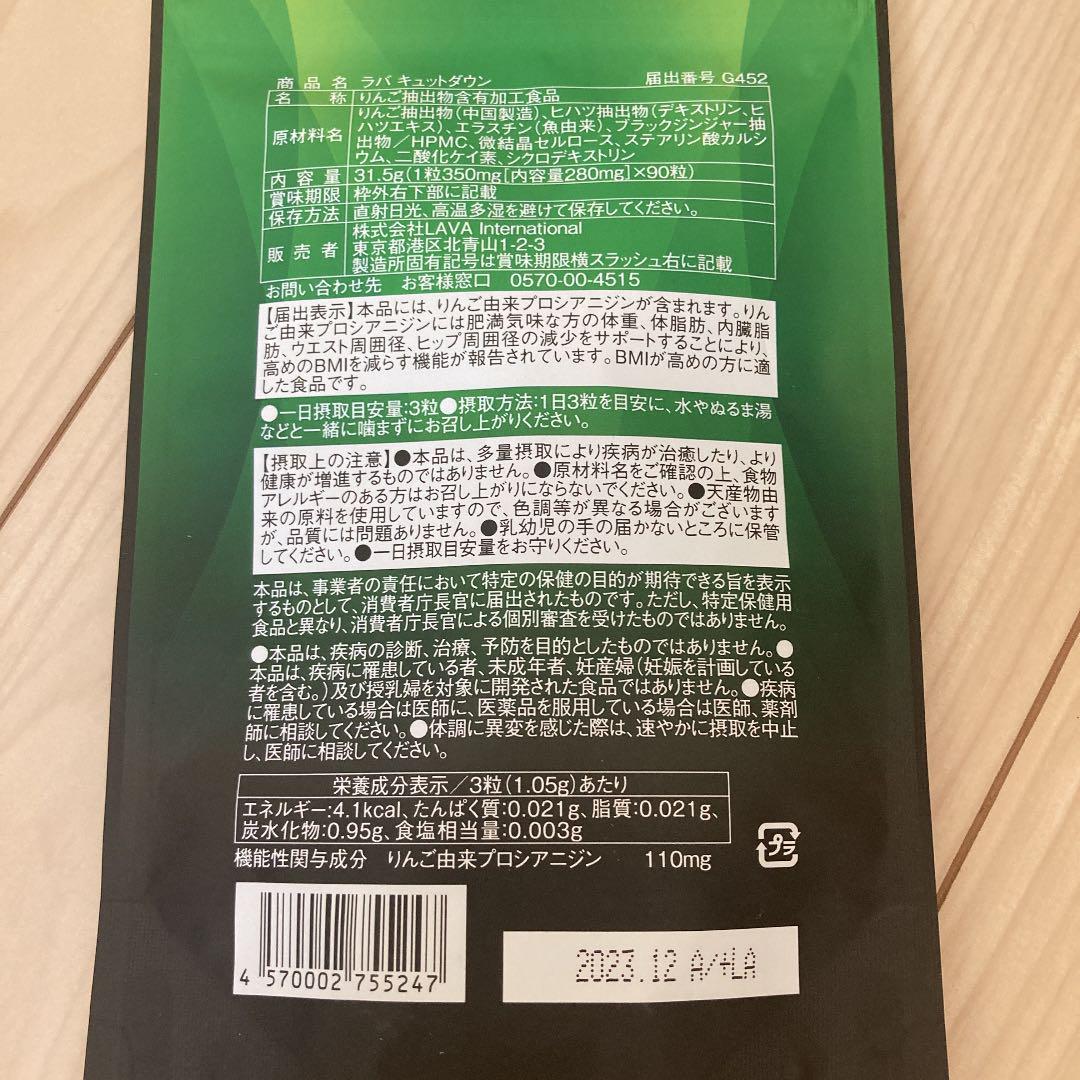 商品名 ラバ キュットダウン 届出番号 G452
名称 りんご抽出物含有加工食品
原材料名 りんご抽出物(中国製造)、ヒハツ抽出物(デキストリン、ヒ
ハツエキス)、エラスチン(魚由来)、ブラックジンジャー抽
出物/HPMC、微結晶セルロース、ステアリン酸カルシ
ウム、二酸化ケイ素、シクロデキストリン
内容量 31.5g(1粒350mg[内容量280mg]×90粒)
賞味期限 枠外右下部に記載
保存方法 直射日光、高温多湿を避けて保存してください。
販売者 株式会社LAVA International
東京都港区北青山1-2-3
製造所固有記号は賞味期限横スラッシュ右に記載
お問い合わせ先 お客様窓口 0570-00-4515
【届出表示】本品には、りんご由来プロシアニジンが含まれます。りん
ご由来プロシアニジンには肥満気味な方の体重、体脂肪、内臓脂
肪、ウエスト周囲径、ヒップ周囲径の減少をサポートすることにより、
高めのBMIを減らす機能が報告されています。BMIが高めの方に適
した食品です。
●一日摂取目安量:3粒●摂取方法:1日3粒を目安に、水やぬるま湯
などと一緒に噛まずにお召し上がりください。
【摂取上の注意】●本品は、多量摂取により疾病が治癒したり、より
健康が増進するものではありません。●原材料名をご確認の上、食物
アレルギーのある方はお召し上がりにならないでください。●天産物由
来の原料を使用していますので、色調等が異なる場合がございます
が、品質には問題ありません。●乳幼児の手の届かないところに保管
してください。●一日摂取目安量をお守りください。
本品は、事業者の責任において特定の保健の目的が期待できる旨を表示
するものとして、消費者庁長官に届出されたものです。ただし、特定保健用
食品と異なり、消費者庁長官による個別審査を受けたものではありません。
●本品は、疾病の診断、治療、予防を目的としたものではありません。●
本品は、疾病に罹患している者、未成年者、妊産婦(妊娠を計画している
者を含む。)及び授乳婦を対象に開発された食品ではありません。●疾病
に罹患している場合は医師に、医薬品を服用している場合は医師、薬剤
師に相談してください。●体調に異変を感じた際は、速やかに摂取を中止
し、医師に相談してください。
栄養成分表示/3粒(1.05g)あたり
エネルギー:4.1kcal、たんぱく質:0.021g、脂質:0.021g、
炭水化物:0.95g、食塩相当量:0.003g
機能性関与成分 りんご由来プロシアニジン 110mg
プラ
4 570002 755247
2023.12 A/+LA